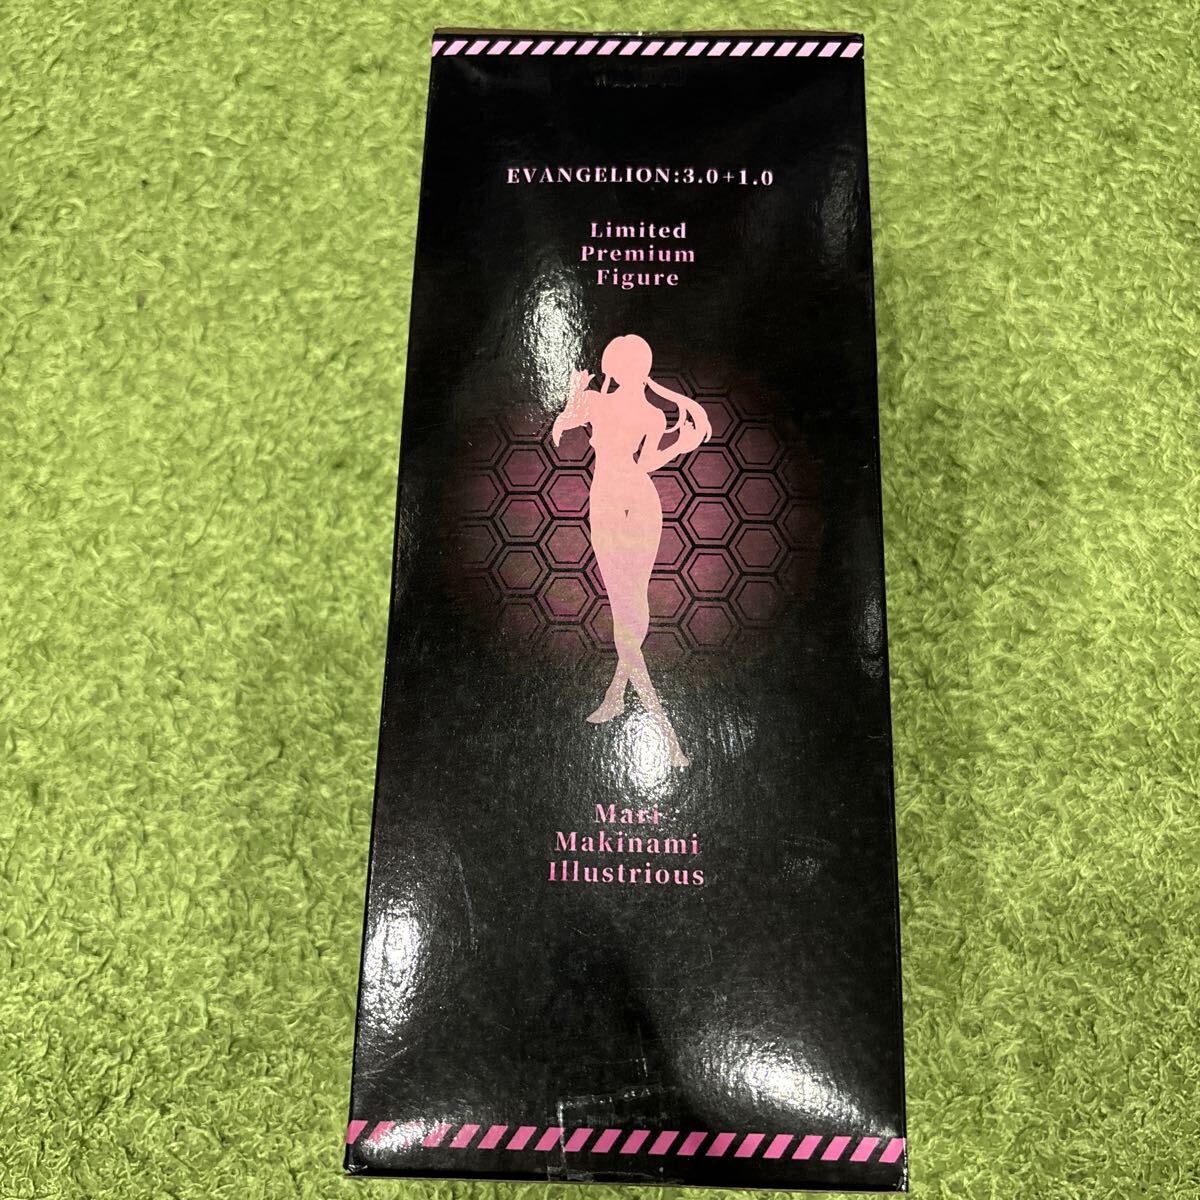 EVANGELION:3.0+1.0
Limited
Premium
Figure
Mari
Makinami
Illustrious